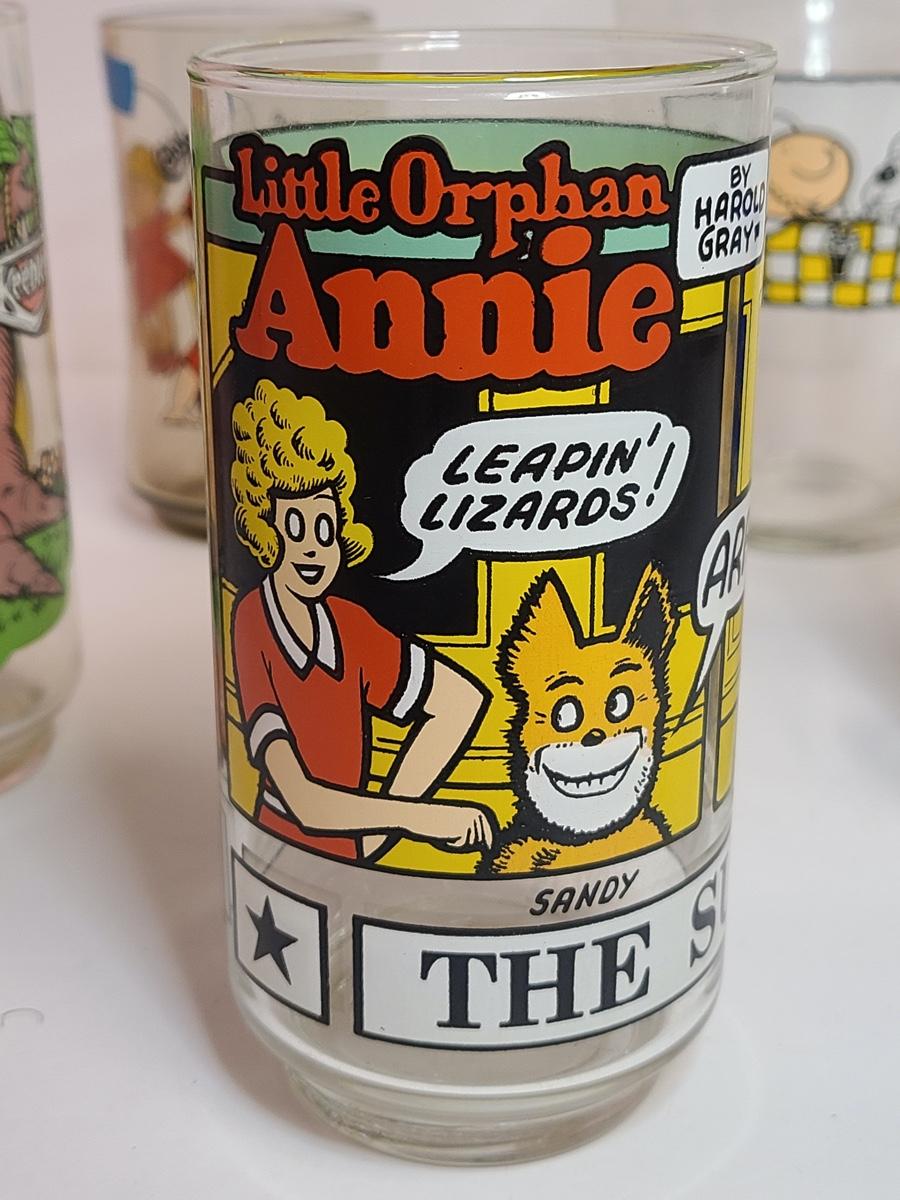 Little Orphan
Annie
BY
HAROLD
GRAY
LEAPIN'
LIZARDS!
SANDY
★ THE